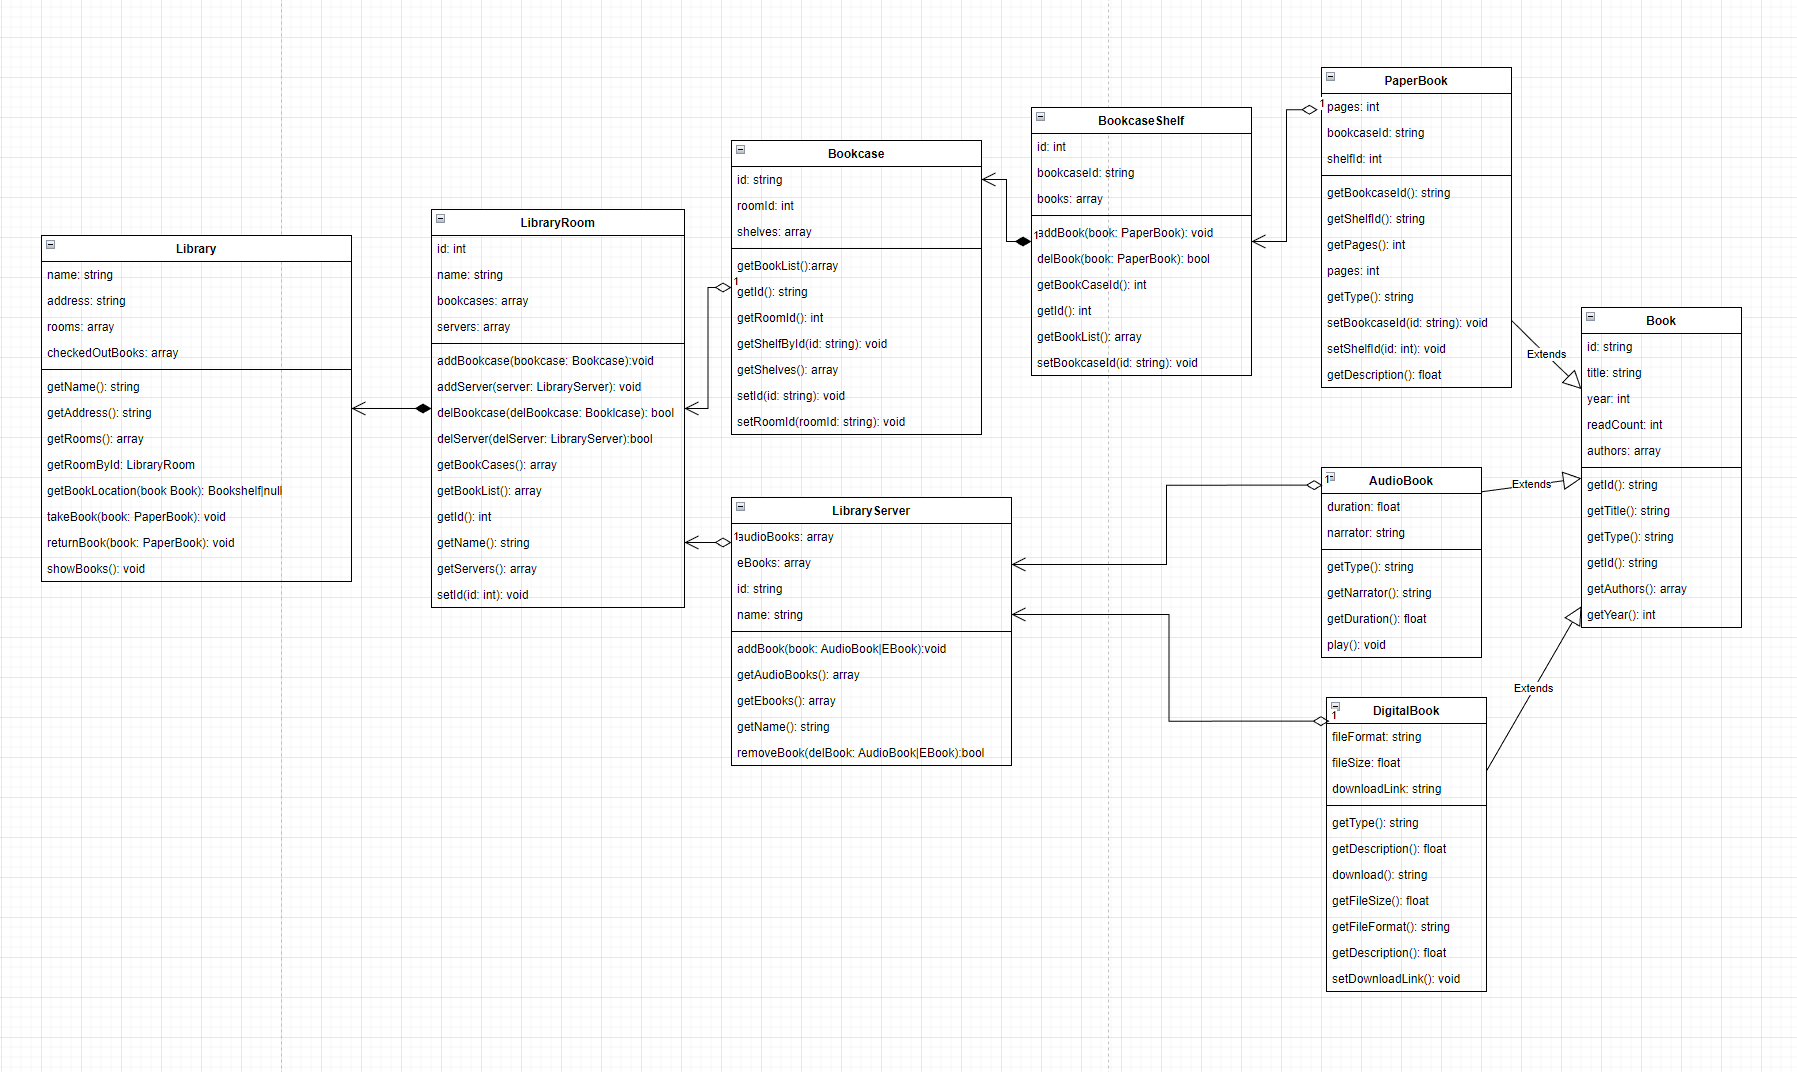 Library
name: string
address: string
rooms: array
checkedOutBooks: array
getName(): string
getAddress(): string
getRooms(): array
getRoomById: LibraryRoom
getBookLocation(book Book): Bookshelf|null
takeBook(book: PaperBook): void
returnBook(book: PaperBook): void
showBooks(): void
LibraryRoom
id: int
name: string
bookcases: array
servers: array
addBookcase(bookcase: Bookcase):void
addServer(server: LibraryServer): void
delBookcase(delBookcase: Booklcase): bool
delServer(delServer: LibraryServer):bool
getBookCases(): array
getBookList(): array
getId(): int
getName(): string
getServers(): array
setId(id: int): void
Bookcase
id: string
roomId: int
shelves: array
getBookList():array
1
getId(): string
getRoomId(): int
getShelfById(id: string): void
getShelves(): array
setId(id: string): void
setRoomId(roomId: string): void
LibraryServer
1
audioBooks: array
eBooks: array
id: string
name: string
addBook(book: AudioBook|EBook):void
getAudioBooks(): array
getEbooks(): array
getName(): string
removeBook(delBook: AudioBook|EBook):bool
BookcaseShelf
id: int
bookcaseId: string
books: array
1
addBook(book: PaperBook): void
delBook(book: PaperBook): bool
getBookCaseId(): int
getId(): int
getBookList(): array
setBookcaseId(id: string): void
PaperBook
1
pages: int
bookcaseId: string
shelfId: int
getBookcaseId(): string
getShelfId(): string
getPages(): int
pages: int
getType(): string
setBookcaseId(id: string): void
setShelfId(id: int): void
getDescription(): float
Extends
AudioBook
1
duration: float
narrator: string
getType(): string
getNarrator(): string
getDuration(): float
play(): void
Extends
DigitalBook
1
fileFormat: string
fileSize: float
downloadLink: string
getType(): string
getDescription(): float
download(): string
getFileSize(): float
getFileFormat(): string
getDescription(): float
setDownloadLink(): void
Extends
Book
id: string
title: string
year: int
readCount: int
authors: array
getId(): string
getTitle(): string
getType(): string
getId(): string
getAuthors(): array
getYear(): int